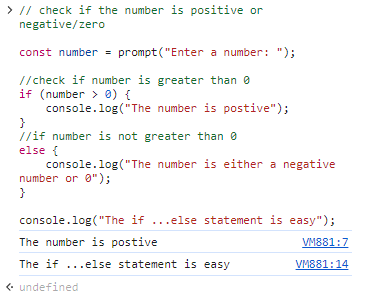 // check if the number is positive or
negative/zero
const number = prompt("Enter a number: ");
//check if number is greater than 0
if (number > 0) {
    console.log("The number is postive");
}
//if number is not greater than 0
else {
    console.log("The number is either a negative
number or 0");
}
console.log("The if ...else statement is easy");
The number is postive VM881:7
The if ...else statement is easy VM881:14
undefined